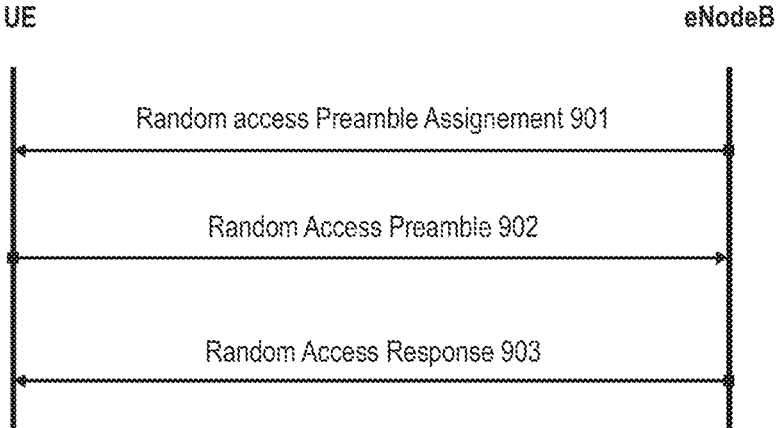 UE
eNodeB
Random access Preamble Assignement 901
Random Access Preamble 902
Random Access Response 903